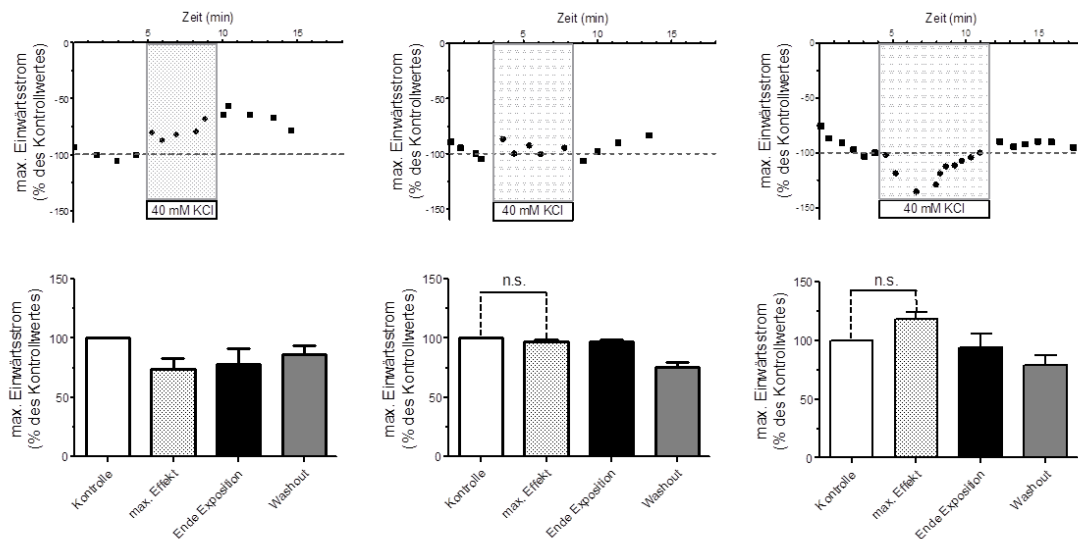 Zeit (min)
0 5 10 15
0
-50
-100
-150
max. Einwärtsstrom
(% des Kontrollwertes)
40 mM KCl
Zeit (min)
0 5 10 15
0
-50
-100
-150
max. Einwärtsstrom
(% des Kontrollwertes)
40 mM KCl
Zeit (min)
0 5 10 15
0
-50
-100
-150
max. Einwärtsstrom
(% des Kontrollwertes)
40 mM KCl
150
100
50
0
max. Einwärtsstrom
(% des Kontrollwertes)
Kontrolle
max. Effekt
Ende Exposition
Washout
150
100
50
0
max. Einwärtsstrom
(% des Kontrollwertes)
n.s.
Kontrolle
max. Effekt
Ende Exposition
Washout
150
100
50
0
max. Einwärtsstrom
(% des Kontrollwertes)
n.s.
Kontrolle
max. Effekt
Ende Exposition
Washout